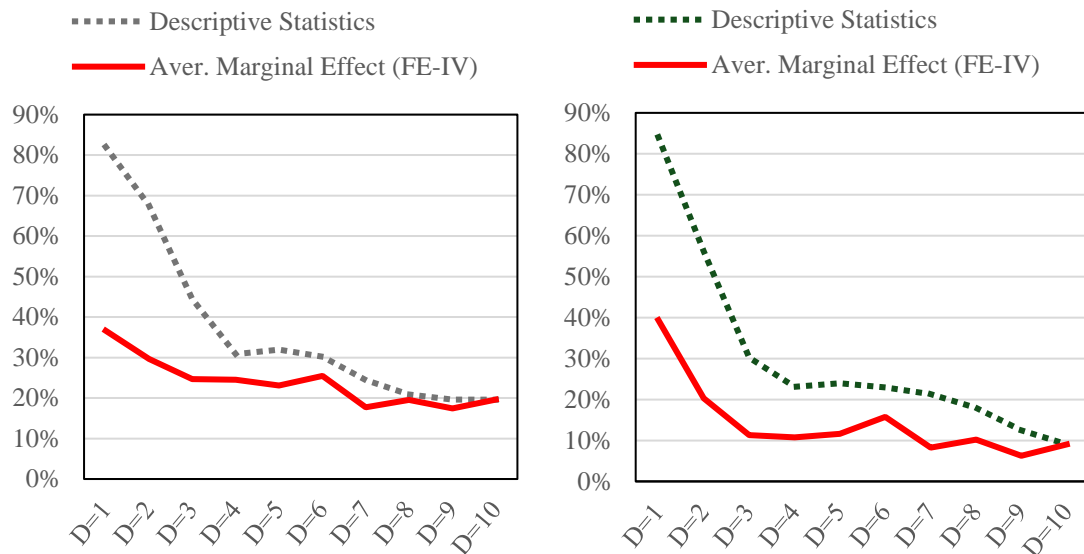 Descriptive Statistics
Aver. Marginal Effect (FE-IV)
90%
80%
70%
60%
50%
40%
30%
20%
10%
0%
D=1
D=2
D=3
D=4
D=5
D=6
D=7
D=8
D=9
D=10
Descriptive Statistics
Aver. Marginal Effect (FE-IV)
90%
80%
70%
60%
50%
40%
30%
20%
10%
0%
D=1
D=2
D=3
D=4
D=5
D=6
D=7
D=8
D=9
D=10